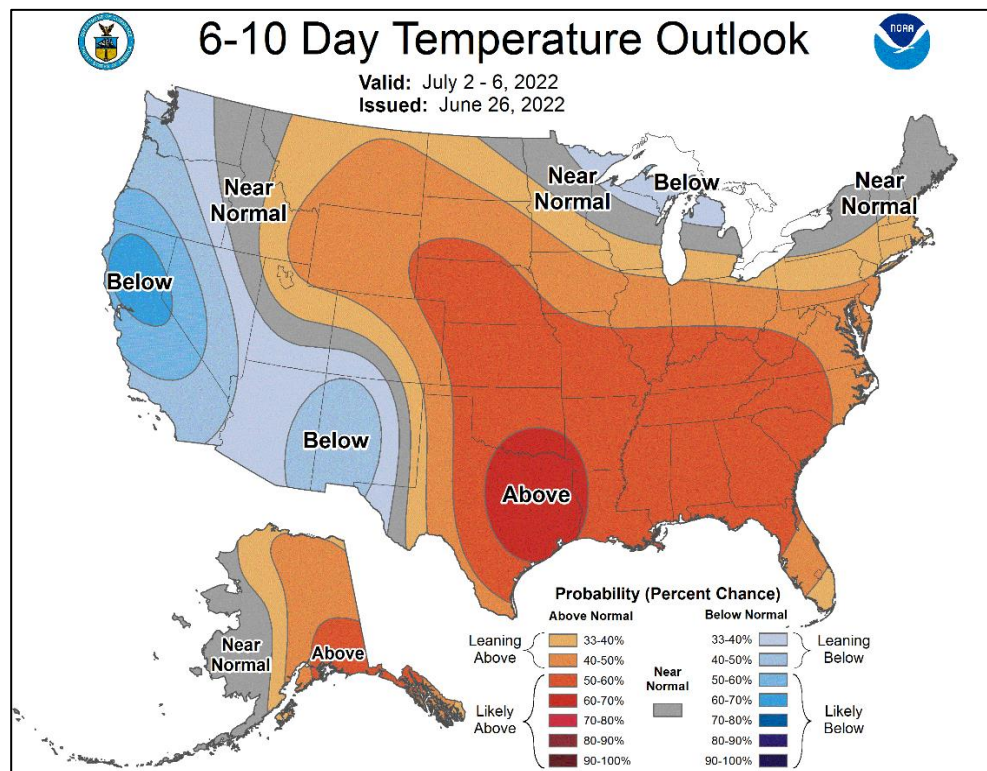 6-10 Day Temperature Outlook
NOAA
Valid: July 2 - 6, 2022
Issued: June 26, 2022
Near
Normal
Near
Normal
Below
Near
Normal
Below
Below
Above
Near
Normal
Above
Probability (Percent Chance)
Above Normal
Below Normal
Leaning
Above
33-40%
40-50%
50-60%
60-70%
70-80%
80-90%
90-100%
Likely
Above
Near
Normal
33-40%
40-50%
50-60%
60-70%
70-80%
80-90%
90-100%
Leaning
Below
Likely
Below